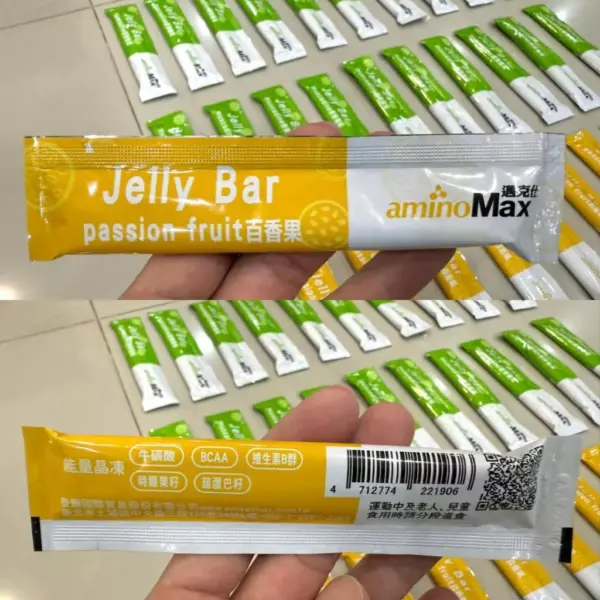 Jelly Bar
passion fruit百香果
邁克仕
aminoMax
能量晶凍
牛磺酸
BCAA
維生素B群
時鐘果籽
葫蘆巴籽
4 712774 221906
運動中及老人, 兒童
食用時請分段進食